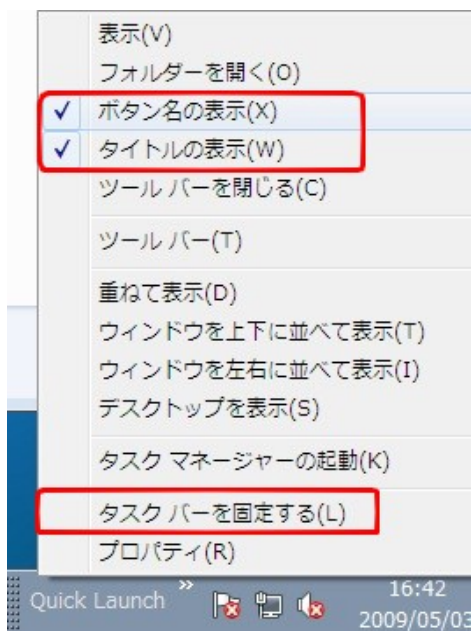 表示(V)
フォルダーを開く(O)
ボタン名の表示(X)
タイトルの表示(W)
ツール バーを閉じる(C)
ツール バー(T)
重ねて表示(D)
ウィンドウを上下に並べて表示(T)
ウィンドウを左右に並べて表示(I)
デスクトップを表示(S)
タスク マネージャーの起動(K)
タスク バーを固定する(L)
プロパティ(R)
Quick Launch »
16:42
2009/05/03